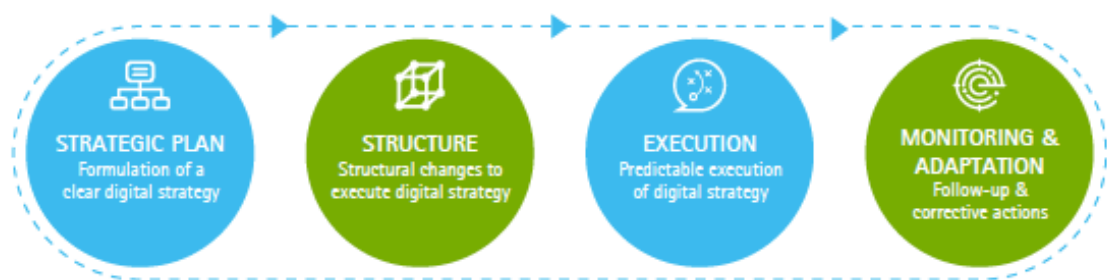 STRATEGIC PLAN
Formulation of a
clear digital strategy
STRUCTURE
Structural changes to
execute digital strategy
EXECUTION
Predictable execution
of digital strategy
MONITORING &
ADAPTATION
Follow-up &
corrective actions